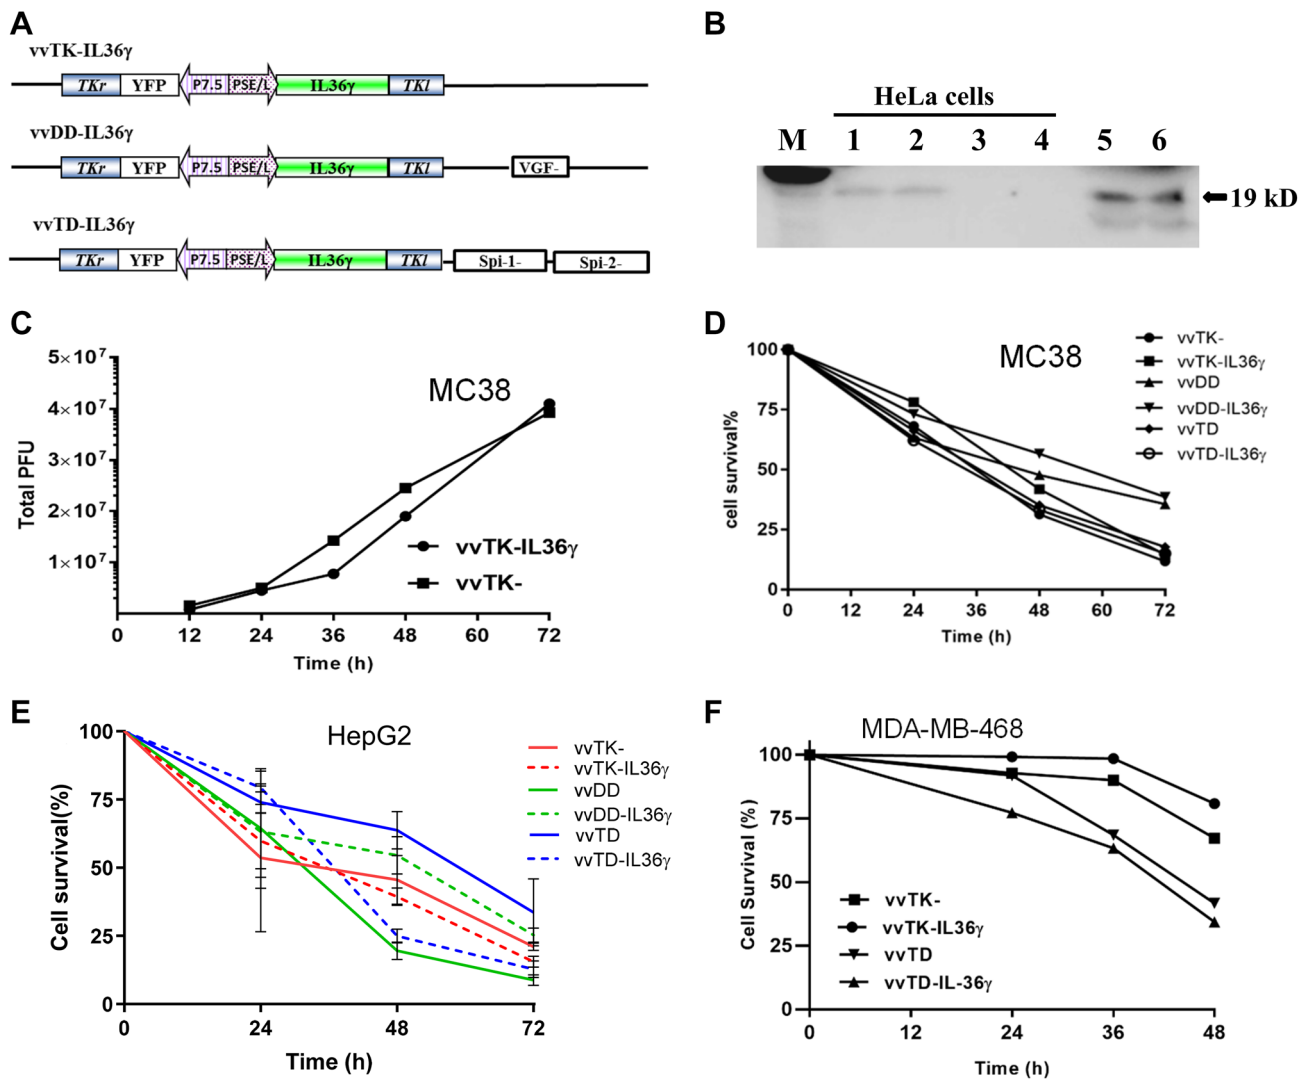 A
vvTK-IL36γ
TKr YFP P7.5 PSE/L IL36γ TKl
vvDD-IL36γ
TKr YFP P7.5 PSE/L IL36γ TKl VGF-
vvTD-IL36γ
TKr YFP P7.5 PSE/L IL36γ TKl Spi-1- Spi-2-
B
HeLa cells
M 1 2 3 4 5 6
19 kD
C
MC38
Total PFU
5×10⁷
4×10⁷
3×10⁷
2×10⁷
1×10⁷
vvTK-IL36γ
vvTK-
0 12 24 36 48 60 72
Time (h)
D
MC38
cell survival%
100
75
50
25
0
vvTK-
vvTK-IL36γ
vvDD
vvDD-IL36γ
vvTD
vvTD-IL36γ
0 12 24 36 48 60 72
Time (h)
E
HepG2
Cell survival(%)
100
75
50
25
0
vvTK-
vvTK-IL36γ
vvDD
vvDD-IL36γ
vvTD
vvTD-IL36γ
0 24 48 72
Time (h)
F
MDA-MB-468
Cell Survival (%)
100
75
50
25
0
vvTK-
vvTK-IL36γ
vvTD
vvTD-IL-36γ
0 12 24 36 48
Time (h)